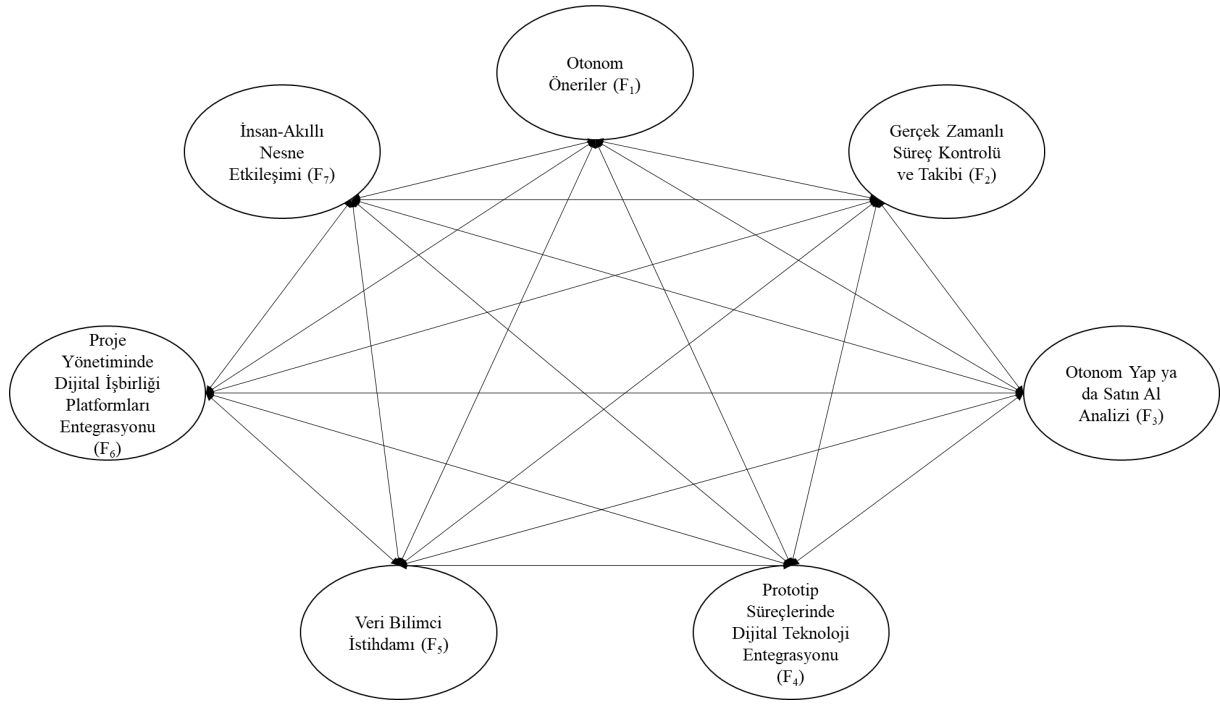 Otonom
Öneriler (F₁)
İnsan-Akıllı
Nesne
Etkileşimi (F₇)
Gerçek Zamanlı
Süreç Kontrolü
ve Takibi (F₂)
Proje
Yönetiminde
Dijital İşbirliği
Platformları
Entegrasyonu
(F₆)
Otonom Yap ya
da Satın Al
Analizi (F₃)
Veri Bilimci
İstihdamı (F₅)
Prototip
Süreçlerinde
Dijital Teknoloji
Entegrasyonu
(F₄)